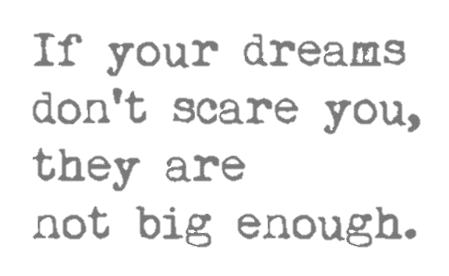 If your dreams
don't scare you,
they are
not big enough.